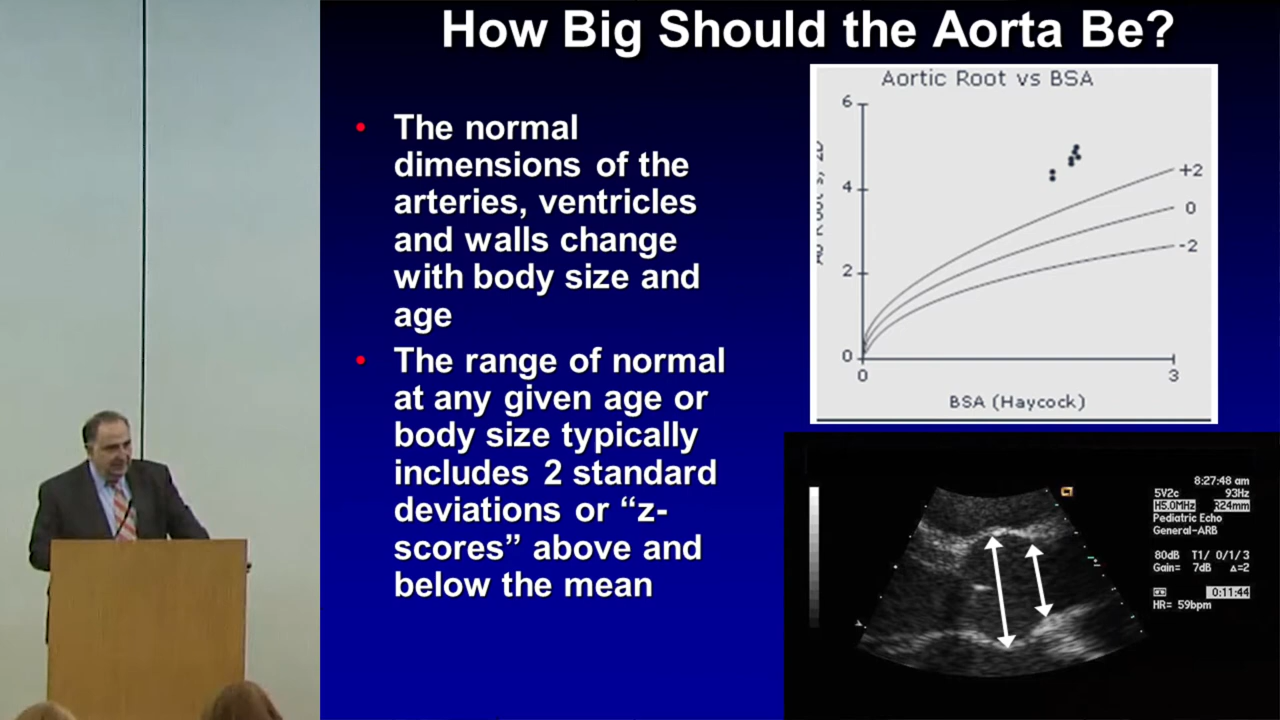 How Big Should the Aorta Be?
• The normal
dimensions of the
arteries, ventricles
and walls change
with body size and
age
• The range of normal
at any given age or
body size typically
includes 2 standard
deviations or “z-
scores” above and
below the mean
Aortic Root vs BSA
6
4
2
0
+2
0
-2
0
3
BSA (Haycock)
8:27:48 am
5V2c 93Hz
H5.0MHz R24mm
Pediatric Echo
General-ARB
80dB T1/ 0/1/3
Gain= 7dB Δ=2
0:11:44
HR= 59bpm